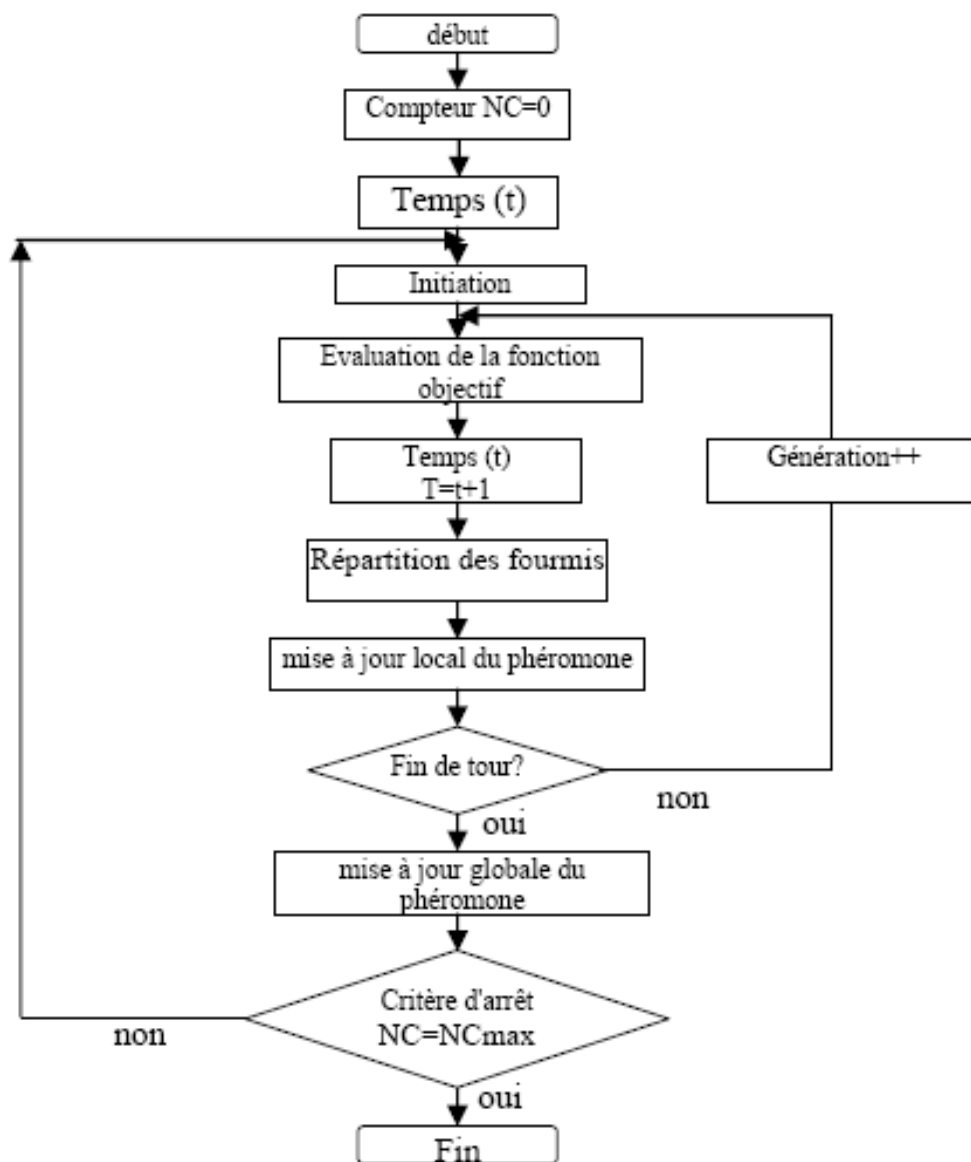 début
Compteur NC=0
Temps (t)
Initiation
Evaluation de la fonction
objectif
Temps (t)
T=t+1
Génération++
Répartition des fourmis
mise à jour local du phéromone
Fin de tour?
non
oui
mise à jour globale du
phéromone
Critère d'arrêt
NC=NCmax
non
oui
Fin